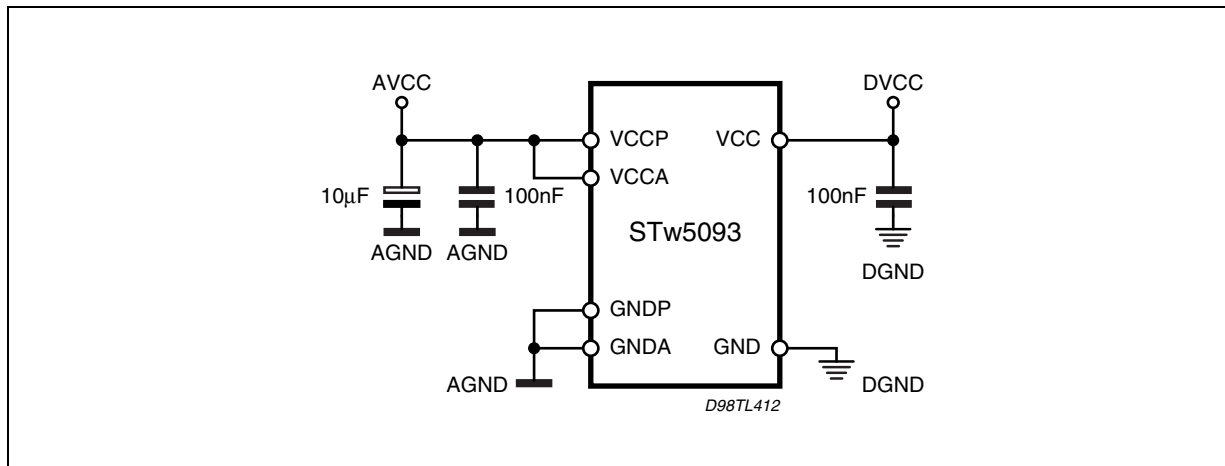 AVCC DVCC
VCCP VCC
VCCA
10μF 100nF 100nF
STw5093
AGND AGND
DGND
GNDP
GNDA GND
AGND DGND
D98TL412